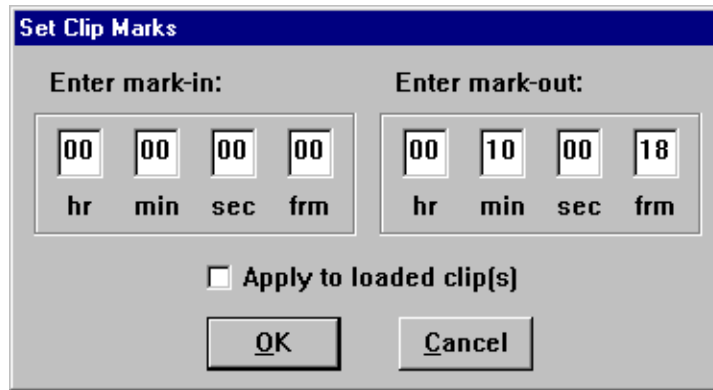 Set Clip Marks
Enter mark-in: Enter mark-out:
00 00 00 00 00 10 00 18
hr min sec frm hr min sec frm
Apply to loaded clip(s)
OK Cancel